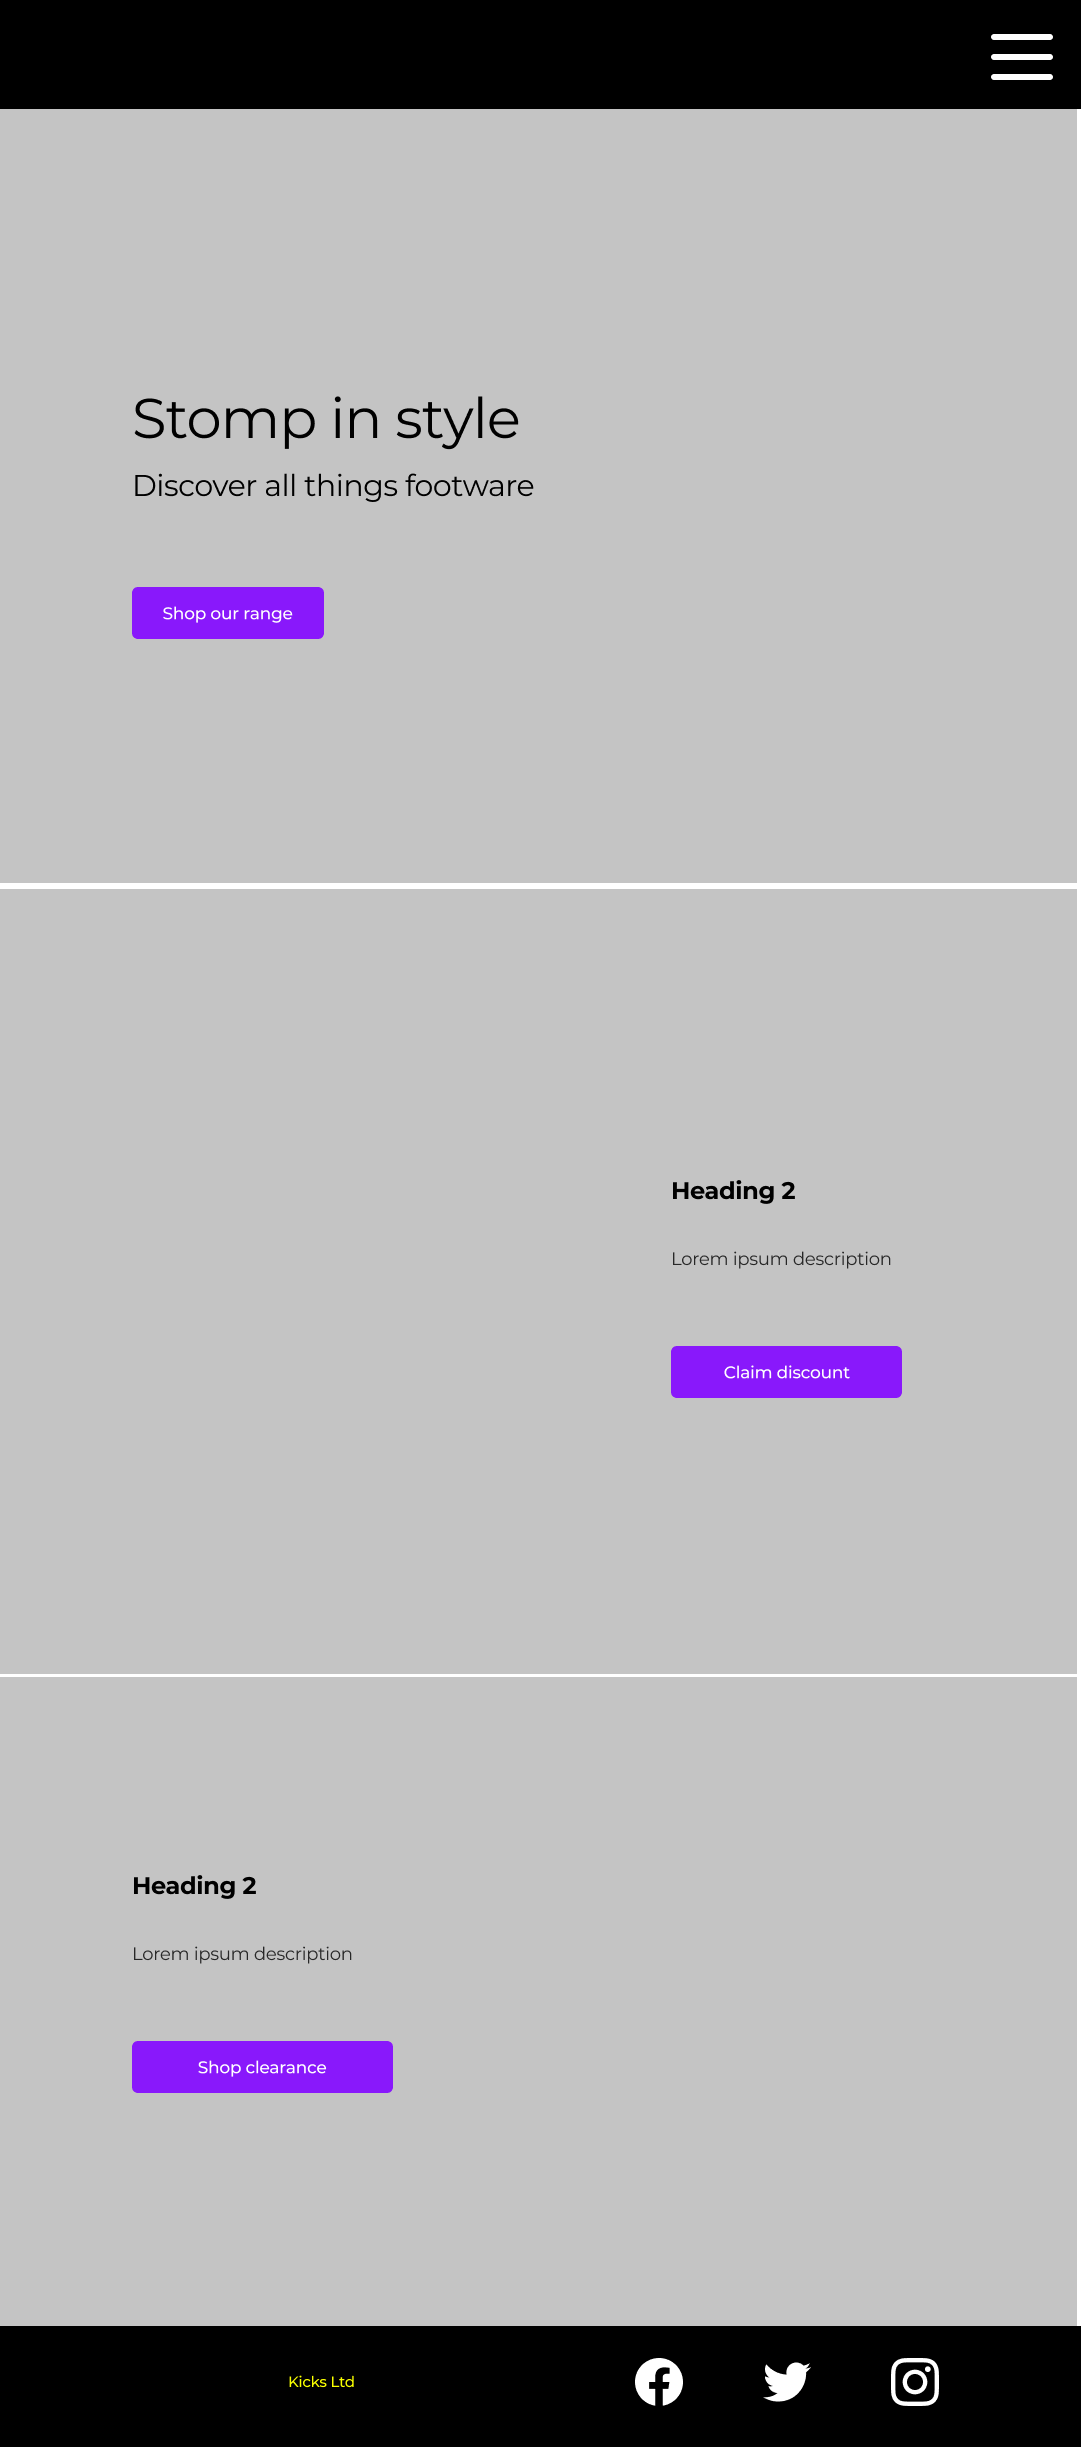 Stomp in style
Discover all things footware
Shop our range
Heading 2
Lorem ipsum description
Claim discount
Heading 2
Lorem ipsum description
Shop clearance
Kicks Ltd